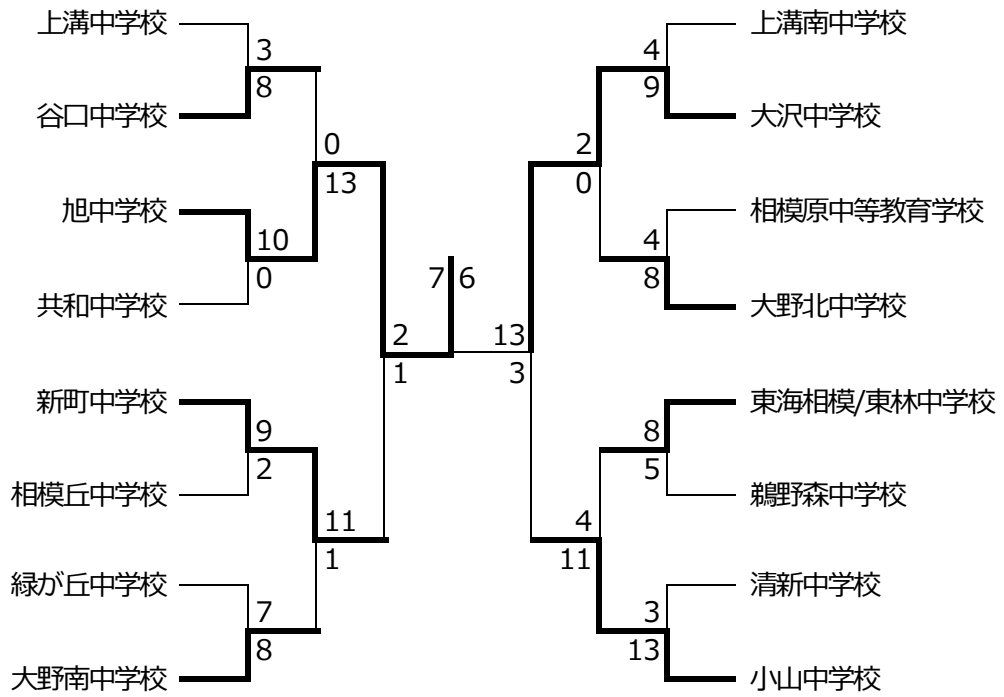 上溝中学校
3
8
谷口中学校
0
13
旭中学校
10
0
共和中学校
2
1
新町中学校
9
2
相模丘中学校
11
1
緑が丘中学校
7
8
大野南中学校
7 6
上溝南中学校
4
9
大沢中学校
2
0
相模原中等教育学校
4
8
大野北中学校
13
3
東海相模/東林中学校
8
5
鵜野森中学校
4
11
清新中学校
3
13
小山中学校